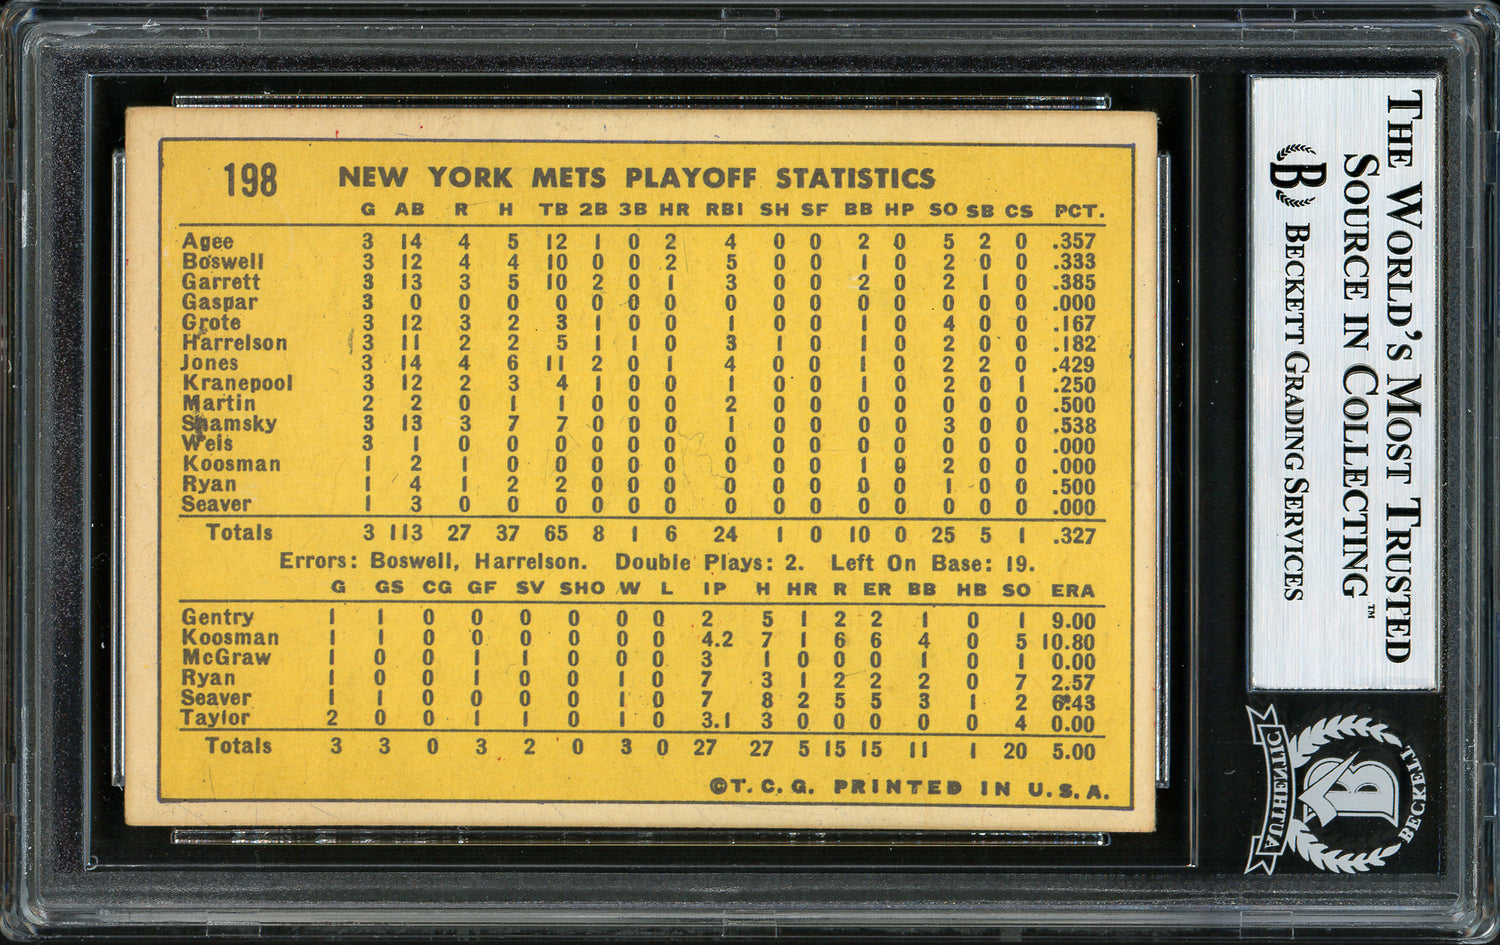 198 NEW YORK METS PLAYOFF STATISTICS
G AB R H TB 2B 3B HR RBI SH SF BB HP SO SB CS PCT.
Agee 3 14 4 5 12 1 0 2 4 0 0 2 0 5 2 0 .357
Boswell 3 12 4 4 10 0 0 2 5 0 0 1 0 2 0 0 .333
Garrett 3 13 3 5 10 2 0 1 3 0 0 2 0 2 1 0 .385
Gaspar 3 0 0 0 0 0 0 0 0 0 0 0 0 0 0 0 .000
Grote 3 12 3 2 3 1 0 0 1 0 0 1 0 4 0 0 .167
Harrelson 3 11 2 2 5 1 1 0 3 1 0 1 0 2 0 0 .182
Jones 3 14 4 6 11 2 0 1 4 0 0 1 0 2 2 0 .429
Kranepool 3 12 2 3 4 1 0 0 1 0 0 1 0 2 0 1 .250
Martin 2 2 0 1 1 0 0 0 2 0 0 0 0 0 0 0 .500
Shamsky 3 13 3 7 7 0 0 0 1 0 0 0 0 3 0 0 .538
Weis 3 1 0 0 0 0 0 0 0 0 0 0 0 0 0 0 .000
Koosman 1 2 1 0 0 0 0 0 0 0 0 1 0 2 0 0 .000
Ryan 1 4 1 2 2 0 0 0 0 0 0 0 0 1 0 0 .500
Seaver 1 3 0 0 0 0 0 0 0 0 0 0 0 0 0 0 .000
Totals 3 113 27 37 65 8 1 6 24 1 0 10 0 25 5 1 .327
Errors: Boswell, Harrelson. Double Plays: 2. Left On Base: 19.
G GS CG GF SV SHO W L IP H HR R ER BB HB SO ERA
Gentry 1 1 0 0 0 0 0 0 2 5 1 2 2 1 0 1 9.00
Koosman 1 1 0 0 0 0 0 0 4.2 7 1 6 6 4 0 5 10.80
McGraw 1 0 0 1 1 0 0 0 3 1 0 0 0 1 0 1 0.00
Ryan 1 0 0 1 0 0 1 0 7 3 1 2 2 2 0 7 2.57
Seaver 1 1 0 0 0 0 1 0 7 8 2 5 5 3 1 2 6.43
Taylor 2 0 0 1 1 0 1 0 3.1 3 0 0 0 0 0 4 0.00
Totals 3 3 0 3 2 0 3 0 27 27 5 15 15 11 1 20 5.00
©T.C.G. PRINTED IN U.S.A.
THE WORLD'S MOST TRUSTED
SOURCE IN COLLECTING™
B BECKETT GRADING SERVICES
BECKETT
B
AUTHENTIC